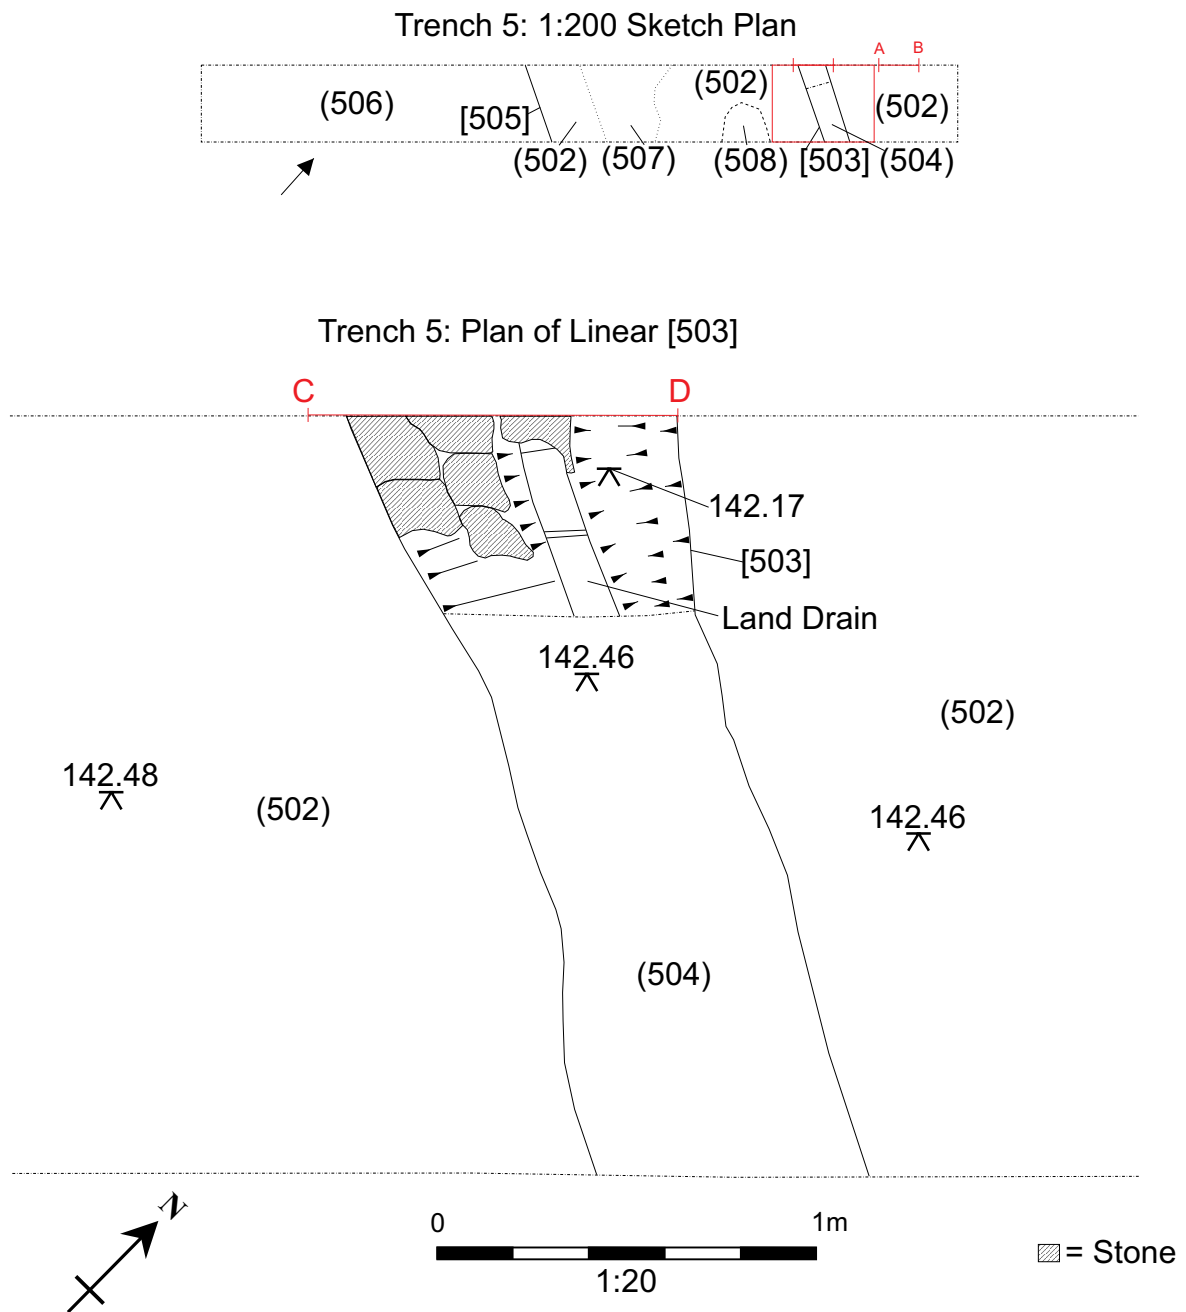 Trench 5: 1:200 Sketch Plan
A B
(506) [505] (502) (502)
(502) (507) (508) [503] (504)
Trench 5: Plan of Linear [503]
C D
142.17
[503]
Land Drain
142.46
(502)
142.48
(502)
142.46
(504)
N
0 1m
1:20
= Stone